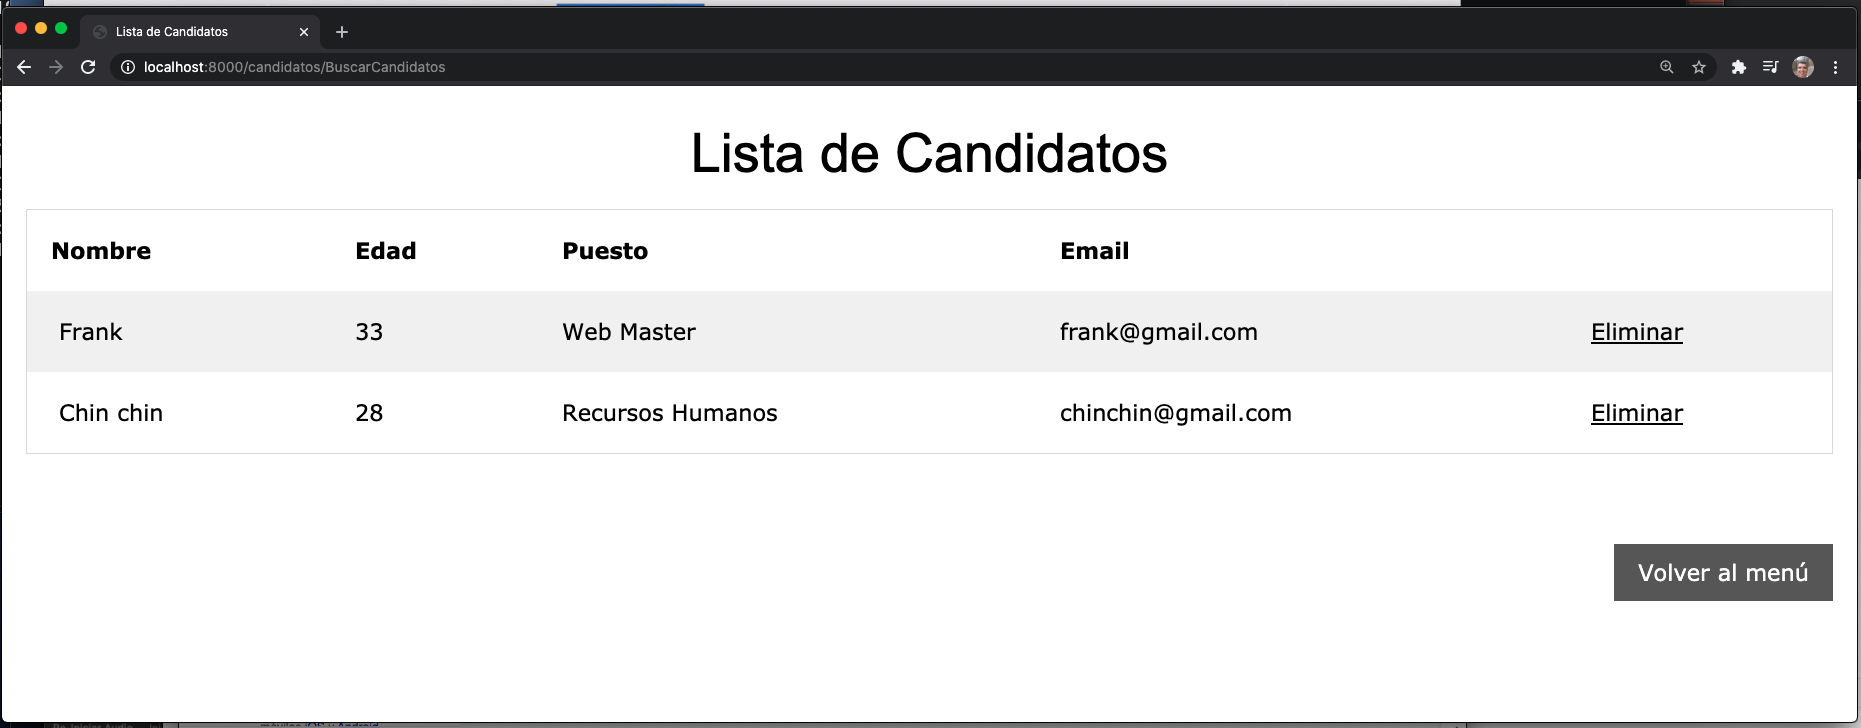 Lista de Candidatos
localhost:8000/candidatos/BuscarCandidatos
Lista de Candidatos
Nombre Edad Puesto Email
Frank 33 Web Master frank@gmail.com Eliminar
Chin chin 28 Recursos Humanos chinchin@gmail.com Eliminar
Volver al menú